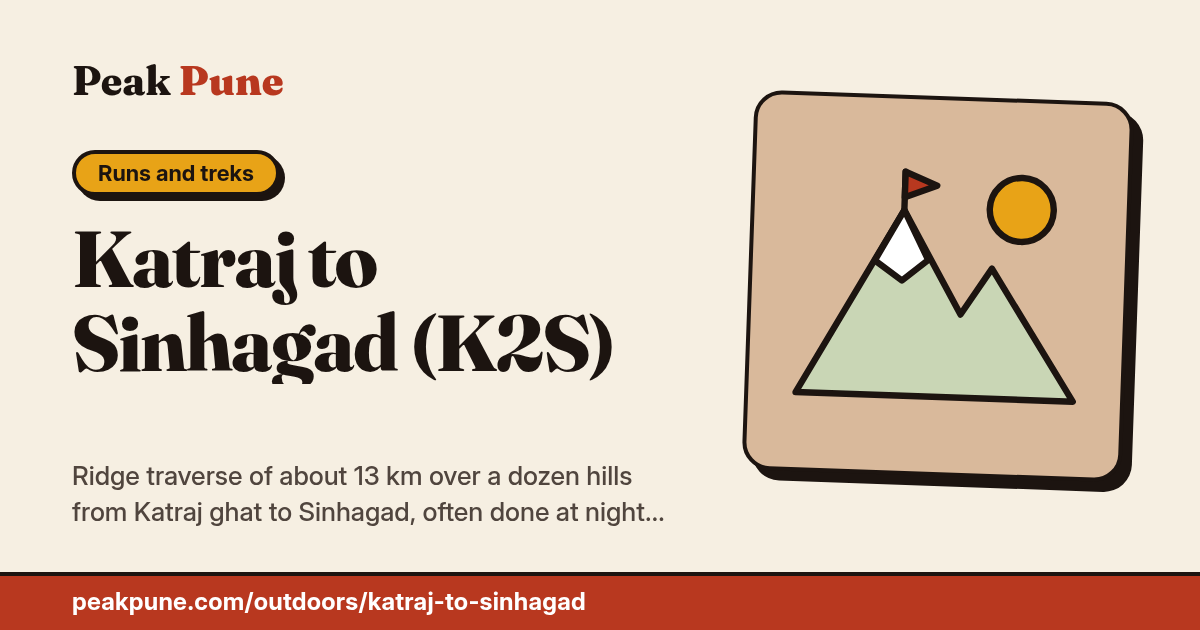 Peak Pune
Runs and treks
Katraj to
Sinhagad (K2S)
Ridge traverse of about 13 km over a dozen hills
from Katraj ghat to Sinhagad, often done at night...
peakpune.com/outdoors/katraj-to-sinhagad